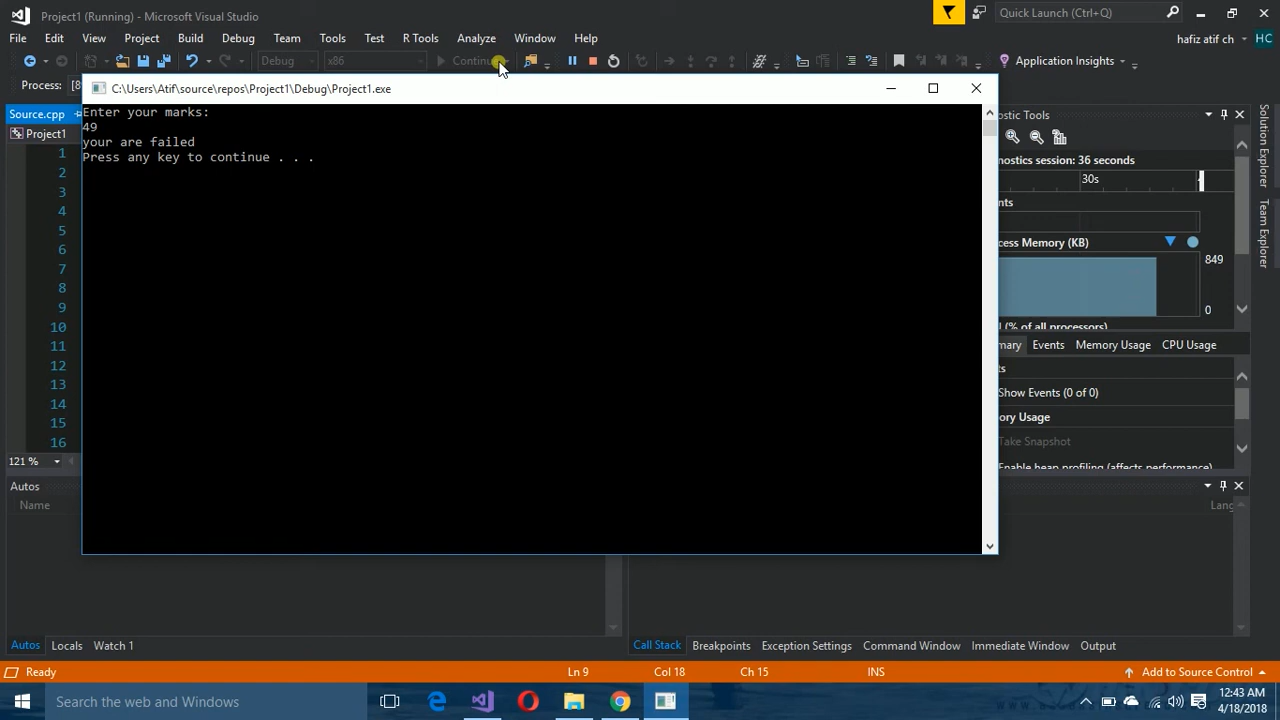 Project1 (Running) - Microsoft Visual Studio
Quick Launch (Ctrl+Q)
File Edit View Project Build Debug Team Tools Test R Tools Analyze Window Help
hafiz atif ch HC
Debug x86 Continue Application Insights
Process: [8
C:\Users\Atif\source\repos\Project1\Debug\Project1.exe
Source.cpp
Project1
Enter your marks:
49
your are failed
Press any key to continue . . .
1
2
3
4
5
6
7
8
9
10
11
12
13
14
15
16
121 %
nostic Tools
nostics session: 36 seconds
30s
nts
cess Memory (KB)
849
0
(% of all processors)
mary Events Memory Usage CPU Usage
ts
Show Events (0 of 0)
ory Usage
Take Snapshot
Enable heap profiling (affects performance)
Solution Explorer
Team Explorer
Autos
Name
Lang
Autos Locals Watch 1
Call Stack Breakpoints Exception Settings Command Window Immediate Window Output
Ready Ln 9 Col 18 Ch 15 INS Add to Source Control
Search the web and Windows
12:43 AM
4/18/2018